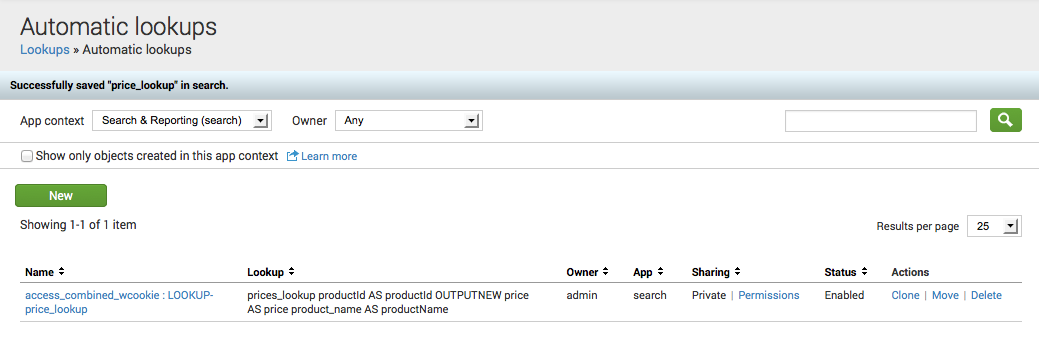 Automatic lookups
Lookups » Automatic lookups
Successfully saved "price_lookup" in search.
App context Search & Reporting (search) Owner Any
Show only objects created in this app context Learn more
New
Showing 1-1 of 1 item
Results per page 25
Name Lookup Owner App Sharing Status Actions
access_combined_wcookie : LOOKUP- prices_lookup productId AS productId OUTPUTNEW price admin search Private | Permissions Enabled Clone | Move | Delete
price_lookup AS price product_name AS productName